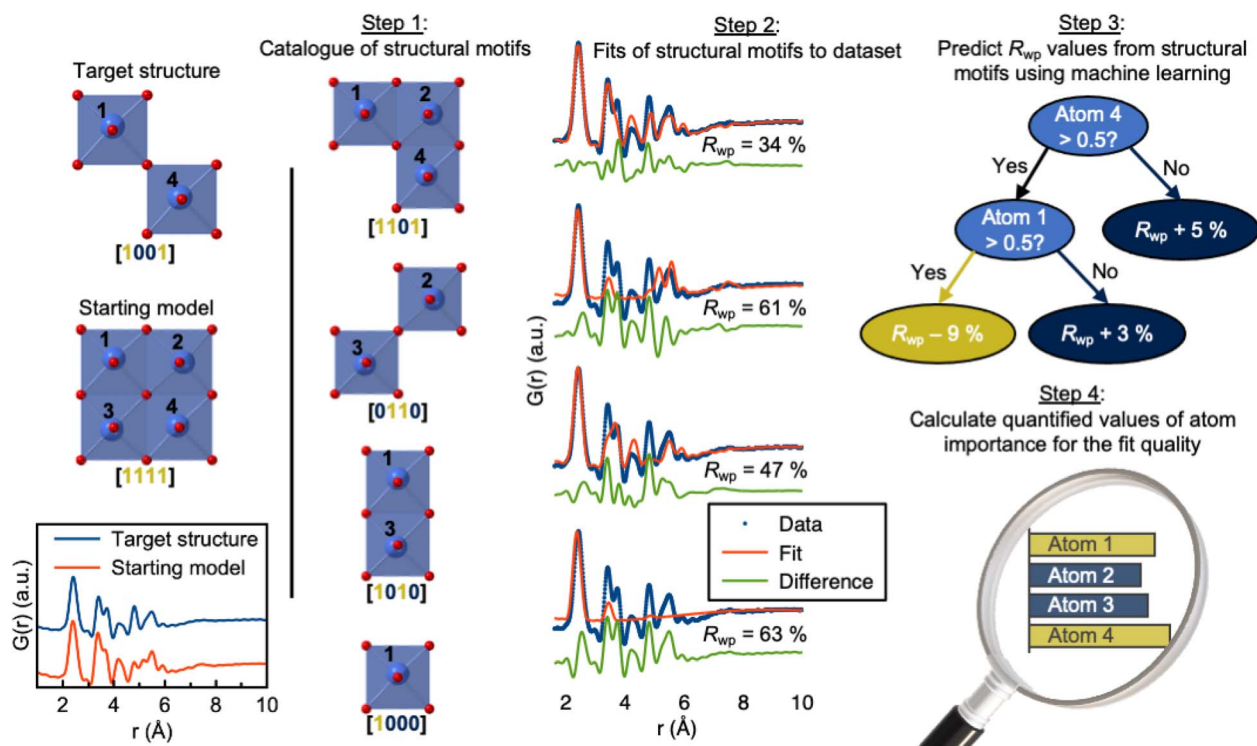 Target structure
1
4
[1001]
Starting model
1
2
3
4
[1111]
Target structure
Starting model
G(r) (a.u.)
2
4
6
8
10
r (Å)
Step 1:
Catalogue of structural motifs
1
2
4
[1101]
2
3
[0110]
1
3
[1010]
1
[1000]
Step 2:
Fits of structural motifs to dataset
Rwp = 34 %
Rwp = 61 %
Rwp = 47 %
Data
Fit
Difference
Rwp = 63 %
G(r) (a.u.)
2
4
6
8
10
r (Å)
Step 3:
Predict Rwp values from structural
motifs using machine learning
Atom 4
> 0.5?
Yes
No
Atom 1
> 0.5?
Rwp + 5 %
Yes
No
Rwp – 9 %
Rwp + 3 %
Step 4:
Calculate quantified values of atom
importance for the fit quality
Atom 1
Atom 2
Atom 3
Atom 4